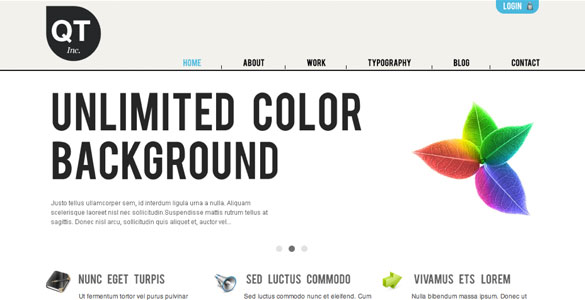 LOGIN
QT
Inc.
HOME ABOUT WORK TYPOGRAPHY BLOG CONTACT
UNLIMITED COLOR
BACKGROUND
Justo tellus ullamcorper sem, id interdum ligula urna a nulla. Aliquam
scelerisque laoreet nisl nec sollicitudin.Suspendisse mattis rutrum tellus at
sagittis. Donec nisl arcu, sollicitudin quis aliquet et, auctor vel...
NUNC EGET TURPIS
Ut fermentum tortor vel purus pulvinar
SED LUCTUS COMMODO
Sed luctus commodo nunc et eleifend. Cum
VIVAMUS ETS LOREM
Nulla bibendum massa ipsum. Donec ut